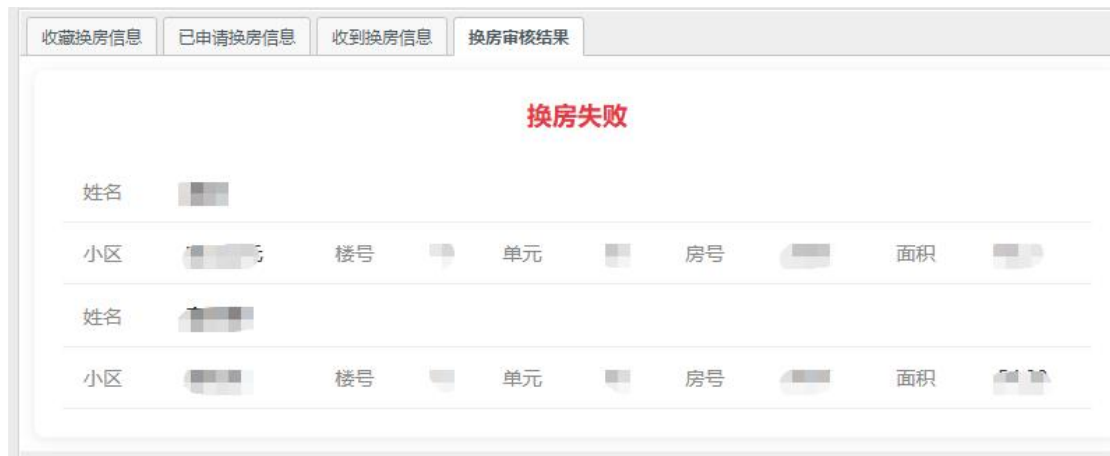 收藏换房信息 已申请换房信息 收到换房信息 换房审核结果
换房失败
姓名
小区 楼号 单元 房号 面积
姓名
小区 楼号 单元 房号 面积